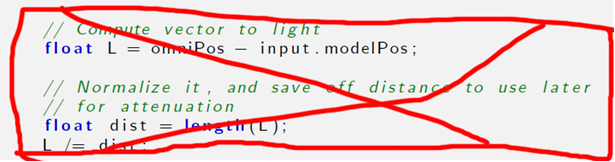 // Compute vector to light
float L = omniPos - input.modelPos;
// Normalize it, and save off distance to use later
// for attenuation
float dist = length(L);
L /= dist;